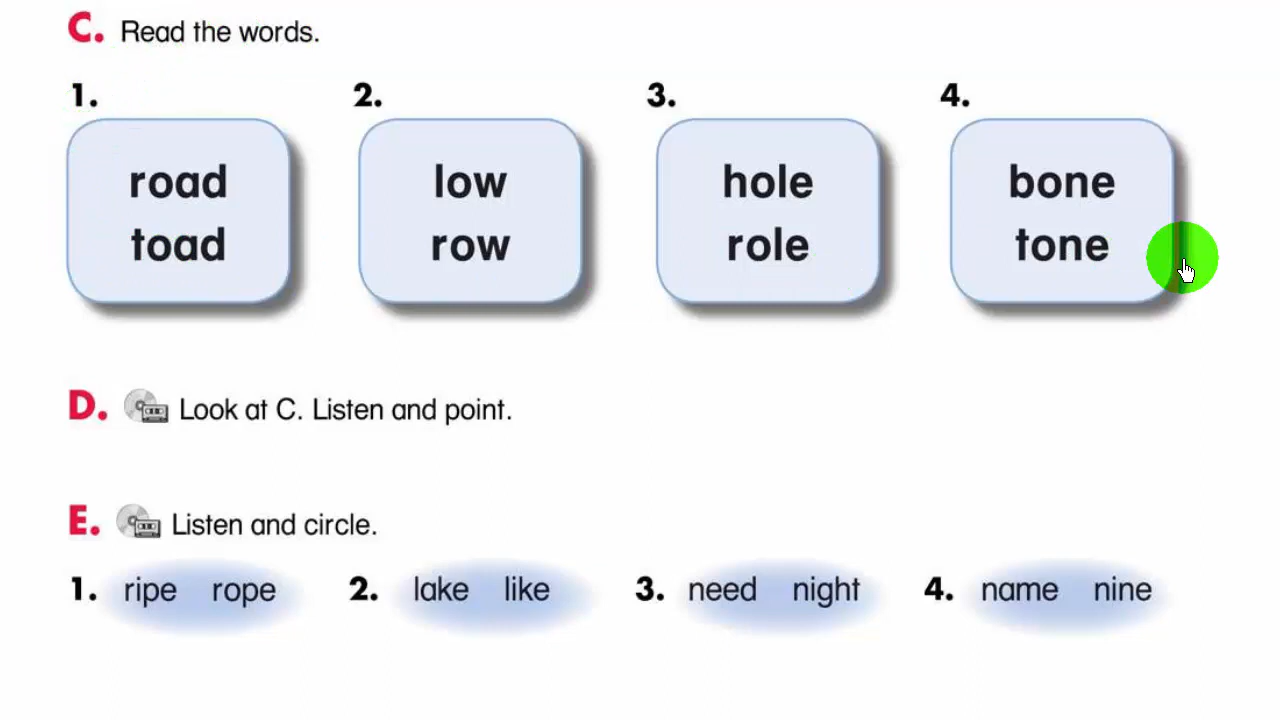 C. Read the words.
1. 2. 3. 4.
road low hole bone
toad row role tone
D. Look at C. Listen and point.
E. Listen and circle.
1. ripe rope 2. lake like 3. need night 4. name nine